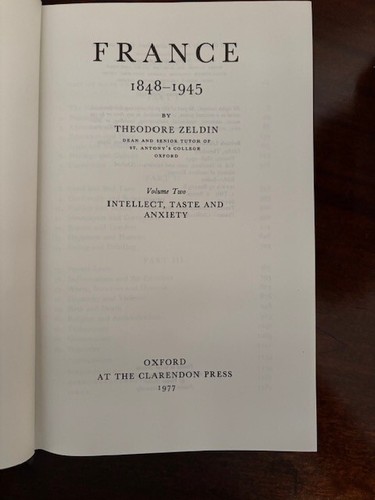 FRANCE
1848–1945
BY
THEODORE ZELDIN
DEAN AND SENIOR TUTOR OF
ST. ANTONY'S COLLEGE
OXFORD
Volume Two
INTELLECT, TASTE AND
ANXIETY
OXFORD
AT THE CLARENDON PRESS
1977